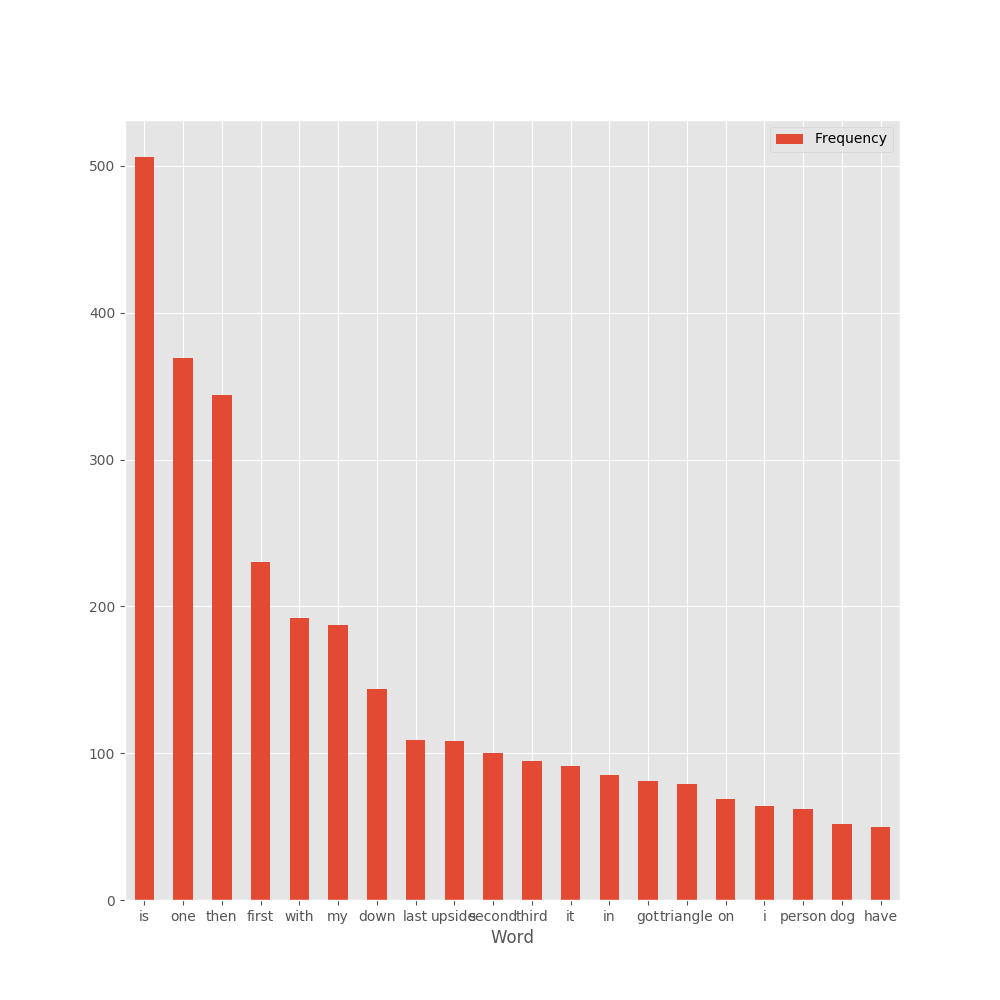 Frequency
500
400
300
200
100
0
is one then first with my down last upside second third it in got triangle on i person dog have
Word